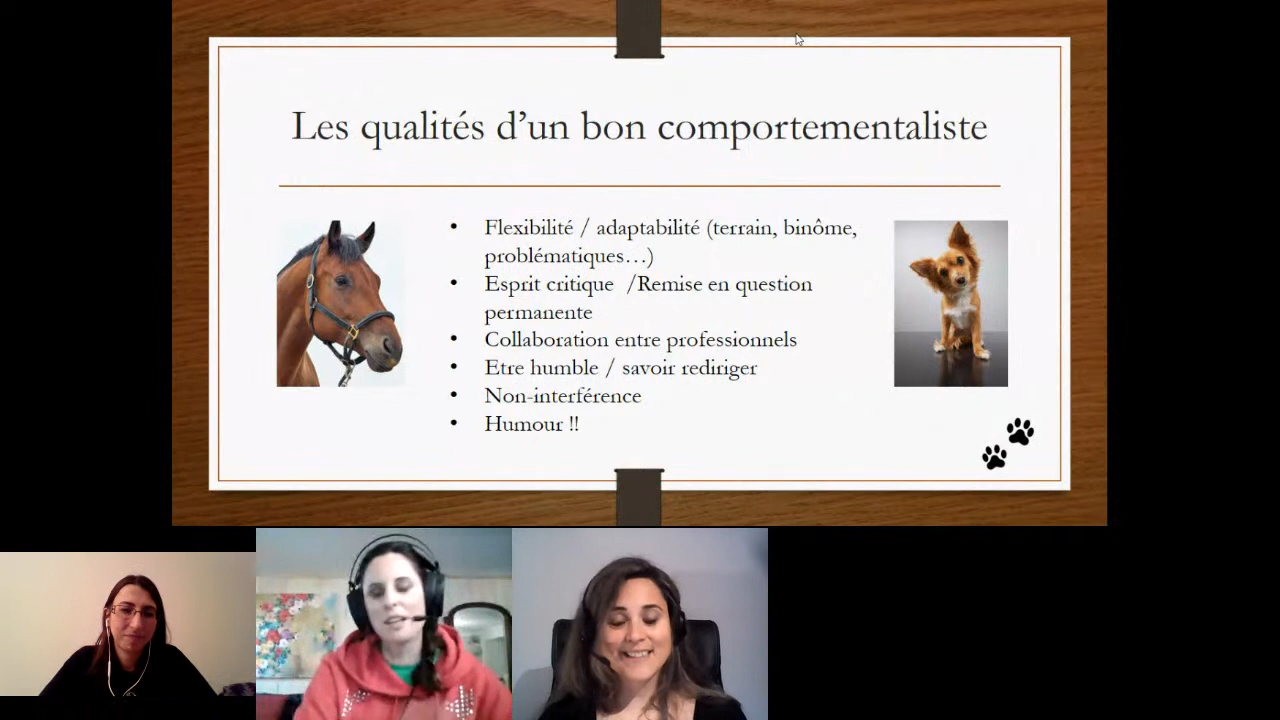 Les qualités d’un bon comportementaliste
• Flexibilité / adaptabilité (terrain, binôme,
problématiques…)
• Esprit critique /Remise en question
permanente
• Collaboration entre professionnels
• Etre humble / savoir rediriger
• Non-interférence
• Humour !!